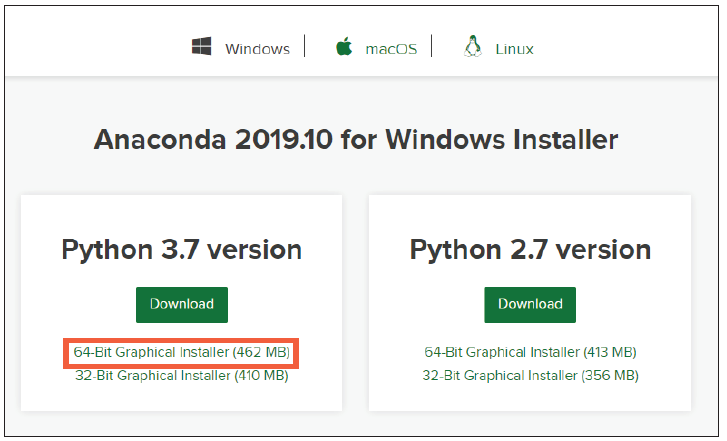 Windows | macOS | Linux
Anaconda 2019.10 for Windows Installer
Python 3.7 version
Download
64-Bit Graphical Installer (462 MB)
32-Bit Graphical Installer (410 MB)
Python 2.7 version
Download
64-Bit Graphical Installer (413 MB)
32-Bit Graphical Installer (356 MB)